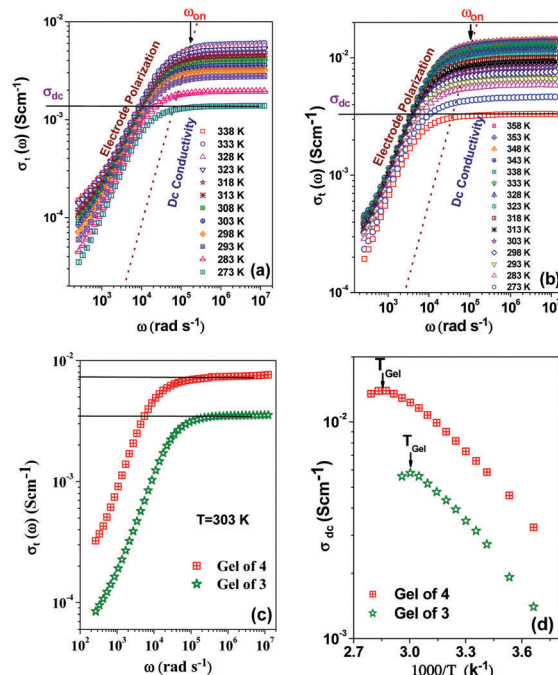 ω_on
10⁻²
σ_dc
10⁻³
10⁻⁴
σ_t (ω) (Scm⁻¹)
Electrode Polarization
Dc Conductivity
338 K
333 K
328 K
323 K
318 K
313 K
308 K
303 K
298 K
293 K
283 K
273 K
(a)
10³ 10⁴ 10⁵ 10⁶ 10⁷
ω (rad s⁻¹)
ω_on
10⁻²
σ_dc
10⁻³
10⁻⁴
σ_t (ω) (Scm⁻¹)
Electrode Polarization
Dc Conductivity
358 K
353 K
348 K
343 K
338 K
333 K
328 K
323 K
318 K
313 K
303 K
298 K
293 K
283 K
273 K
(b)
10² 10³ 10⁴ 10⁵ 10⁶ 10⁷
ω (rad s⁻¹)
10⁻²
10⁻³
10⁻⁴
σ_t (ω) (Scm⁻¹)
T=303 K
Gel of 4
Gel of 3
(c)
10² 10³ 10⁴ 10⁵ 10⁶ 10⁷
ω (rad s⁻¹)
10⁻²
10⁻³
σ_dc (Scm⁻¹)
T_Gel
T_Gel
Gel of 4
Gel of 3
(d)
2.7 3.0 3.3 3.6
1000/T (k⁻¹)